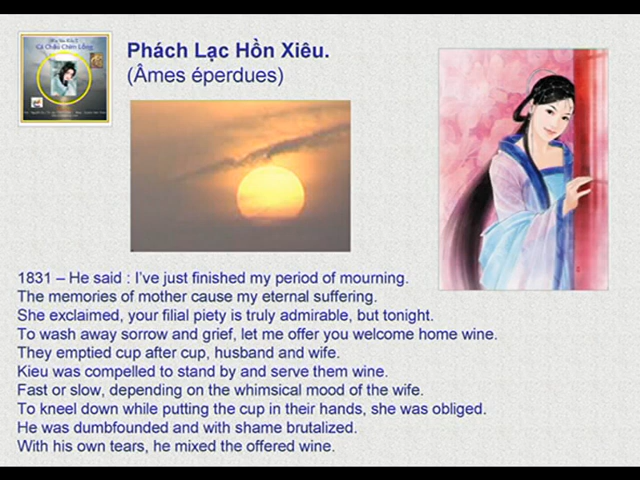 Cá Chậu Chim Lồng
Phách Lạc Hồn Xiêu.
(Âmes éperdues)
1831 – He said : I’ve just finished my period of mourning.
The memories of mother cause my eternal suffering.
She exclaimed, your filial piety is truly admirable, but tonight.
To wash away sorrow and grief, let me offer you welcome home wine.
They emptied cup after cup, husband and wife.
Kieu was compelled to stand by and serve them wine.
Fast or slow, depending on the whimsical mood of the wife.
To kneel down while putting the cup in their hands, she was obliged.
He was dumbfounded and with shame brutalized.
With his own tears, he mixed the offered wine.